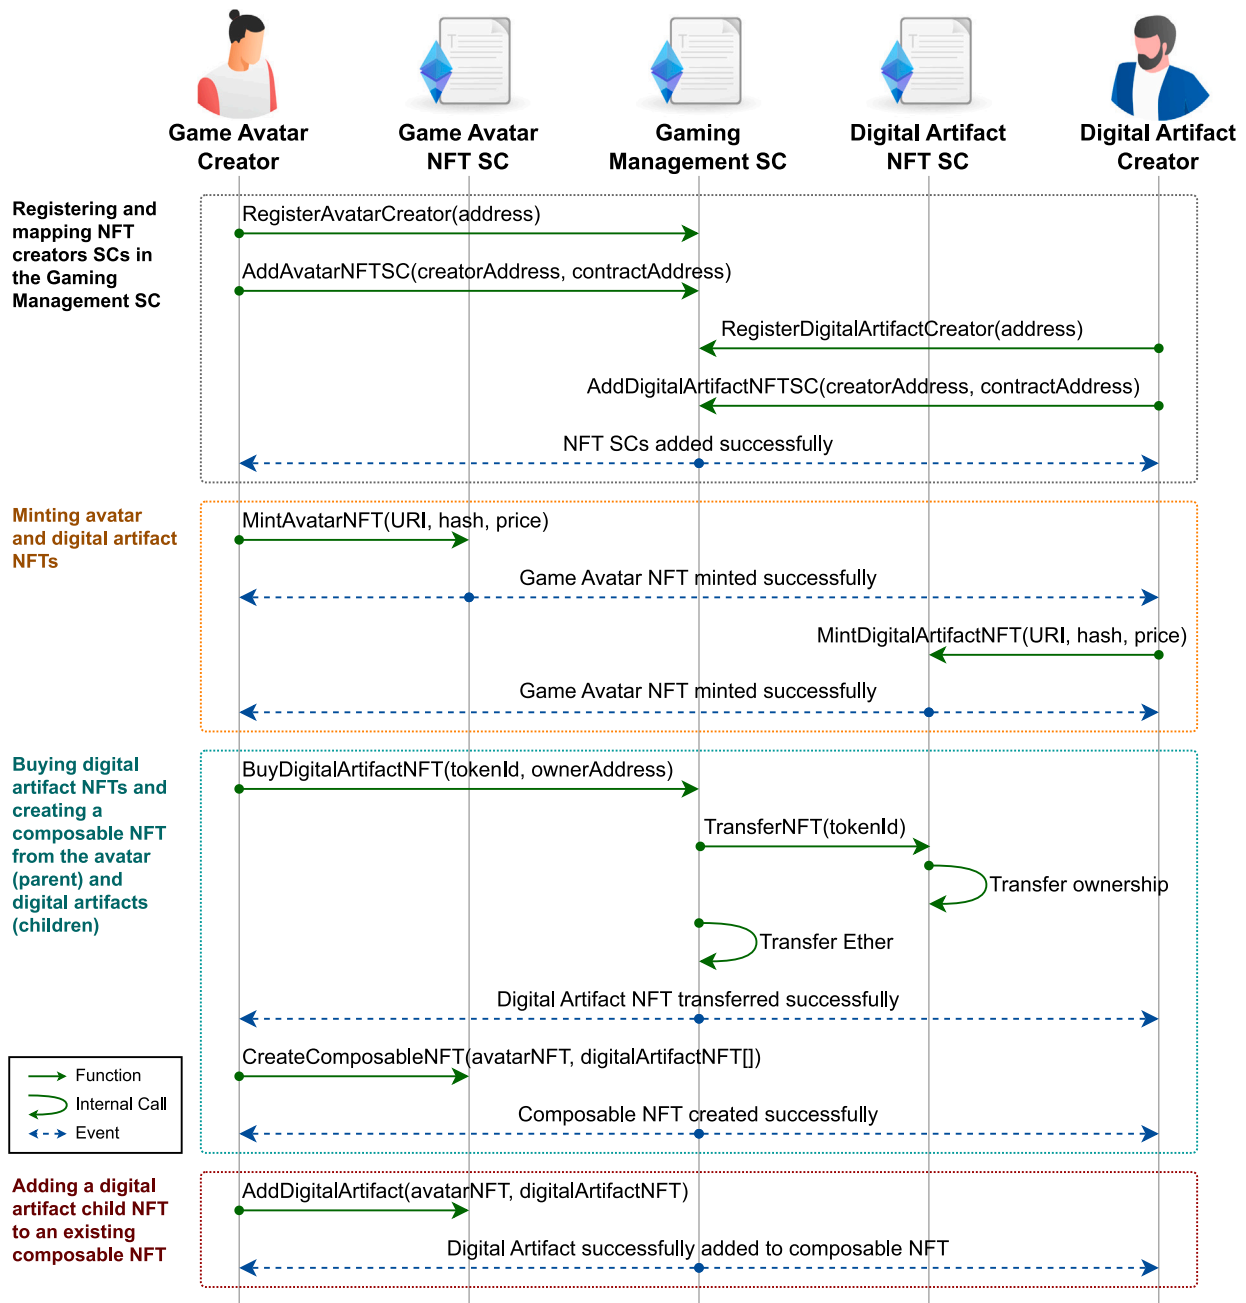 Game Avatar
Creator
Game Avatar
NFT SC
Gaming
Management SC
Digital Artifact
NFT SC
Digital Artifact
Creator
Registering and
mapping NFT
creators SCs in
the Gaming
Management SC
RegisterAvatarCreator(address)
AddAvatarNFTSC(creatorAddress, contractAddress)
RegisterDigitalArtifactCreator(address)
AddDigitalArtifactNFTSC(creatorAddress, contractAddress)
NFT SCs added successfully
Minting avatar
and digital artifact
NFTs
MintAvatarNFT(URI, hash, price)
Game Avatar NFT minted successfully
MintDigitalArtifactNFT(URI, hash, price)
Game Avatar NFT minted successfully
Buying digital
artifact NFTs and
creating a
composable NFT
from the avatar
(parent) and
digital artifacts
(children)
BuyDigitalArtifactNFT(tokenId, ownerAddress)
TransferNFT(tokenId)
Transfer ownership
Transfer Ether
Digital Artifact NFT transferred successfully
CreateComposableNFT(avatarNFT, digitalArtifactNFT[])
Composable NFT created successfully
Function
Internal Call
Event
Adding a digital
artifact child NFT
to an existing
composable NFT
AddDigitalArtifact(avatarNFT, digitalArtifactNFT)
Digital Artifact successfully added to composable NFT